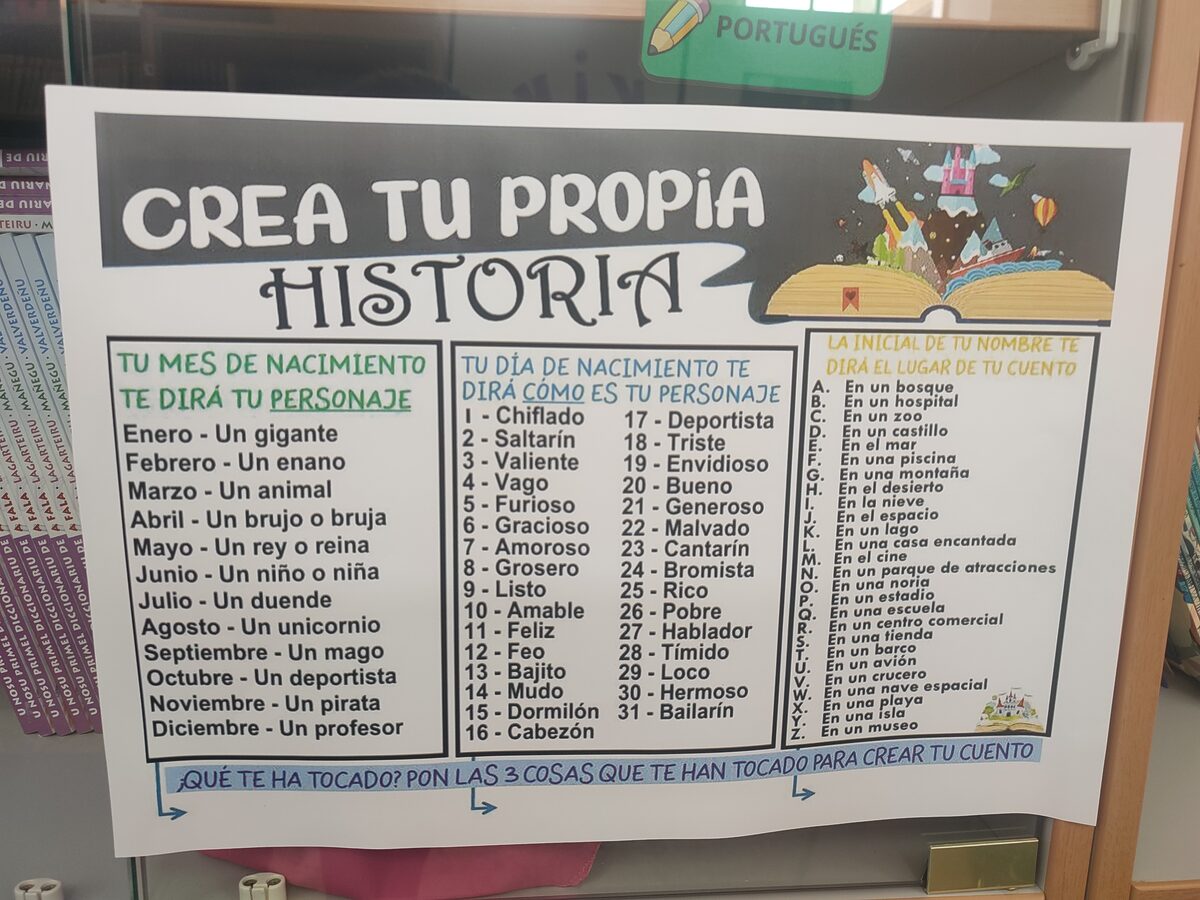 PORTUGUÉS
CREA TU PROPIA
HISTORIA
TU MES DE NACIMIENTO
TE DIRÁ TU PERSONAJE
Enero - Un gigante
Febrero - Un enano
Marzo - Un animal
Abril - Un brujo o bruja
Mayo - Un rey o reina
Junio - Un niño o niña
Julio - Un duende
Agosto - Un unicornio
Septiembre - Un mago
Octubre - Un deportista
Noviembre - Un pirata
Diciembre - Un profesor
TU DÍA DE NACIMIENTO TE
DIRÁ CÓMO ES TU PERSONAJE
1 - Chiflado
2 - Saltarín
3 - Valiente
4 - Vago
5 - Furioso
6 - Gracioso
7 - Amoroso
8 - Grosero
9 - Listo
10 - Amable
11 - Feliz
12 - Feo
13 - Bajito
14 - Mudo
15 - Dormilón
16 - Cabezón
17 - Deportista
18 - Triste
19 - Envidioso
20 - Bueno
21 - Generoso
22 - Malvado
23 - Cantarín
24 - Bromista
25 - Rico
26 - Pobre
27 - Hablador
28 - Tímido
29 - Loco
30 - Hermoso
31 - Bailarín
LA INICIAL DE TU NOMBRE TE
DIRÁ EL LUGAR DE TU CUENTO
A. En un bosque
B. En un hospital
C. En un zoo
D. En un castillo
E. En el mar
F. En una piscina
G. En una montaña
H. En el desierto
I. En la nieve
J. En el espacio
K. En un lago
L. En una casa encantada
M. En el cine
N. En un parque de atracciones
O. En una noria
P. En un estadio
Q. En una escuela
R. En un centro comercial
S. En una tienda
T. En un barco
U. En un avión
V. En un crucero
W. En una nave espacial
X. En una playa
Y. En una isla
Z. En un museo
¿QUÉ TE HA TOCADO? PON LAS 3 COSAS QUE TE HAN TOCADO PARA CREAR TU CUENTO
U NOSU PRIMEL DICCIONARIU DE A FALA. LAGARTEIRU - MAÑEGU - VALVERDEÑU